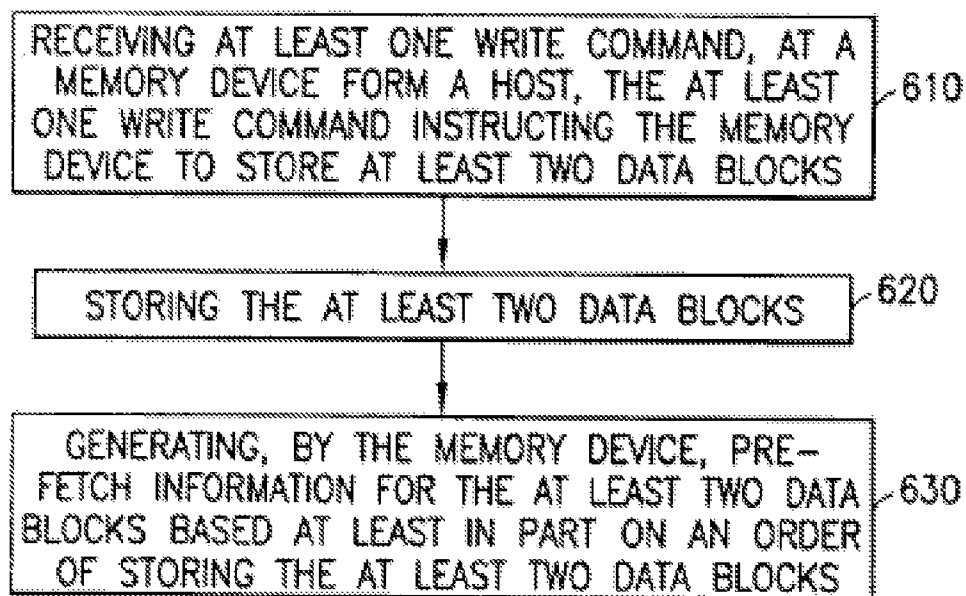 RECEIVING AT LEAST ONE WRITE COMMAND, AT A
MEMORY DEVICE FORM A HOST, THE AT LEAST
ONE WRITE COMMAND INSTRUCTING THE MEMORY
DEVICE TO STORE AT LEAST TWO DATA BLOCKS
610
STORING THE AT LEAST TWO DATA BLOCKS
620
GENERATING, BY THE MEMORY DEVICE, PRE-
FETCH INFORMATION FOR THE AT LEAST TWO DATA
BLOCKS BASED AT LEAST IN PART ON AN ORDER
OF STORING THE AT LEAST TWO DATA BLOCKS
630